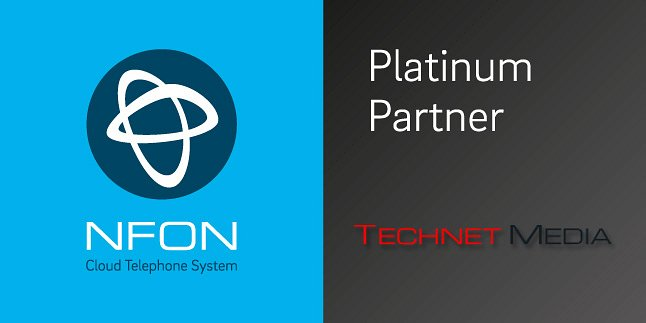 NFON
Cloud Telephone System
Platinum
Partner
TECHNET MEDIA